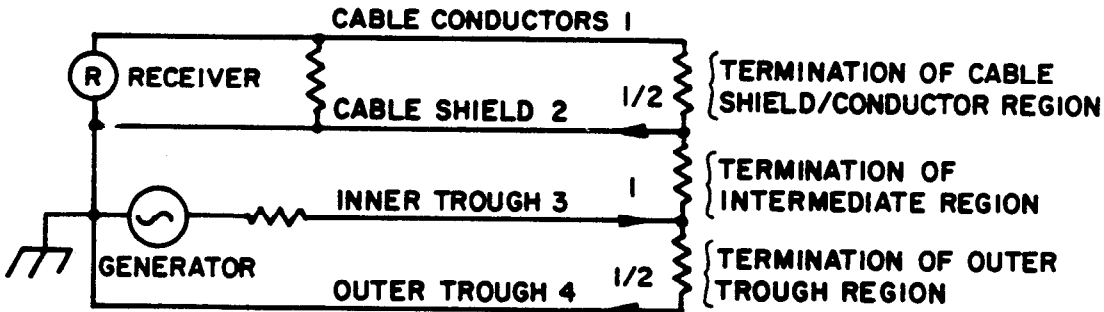 CABLE CONDUCTORS 1
R RECEIVER
1/2
TERMINATION OF CABLE
SHIELD/CONDUCTOR REGION
CABLE SHIELD 2
1
TERMINATION OF
INTERMEDIATE REGION
INNER TROUGH 3
GENERATOR
1/2
TERMINATION OF OUTER
TROUGH REGION
OUTER TROUGH 4